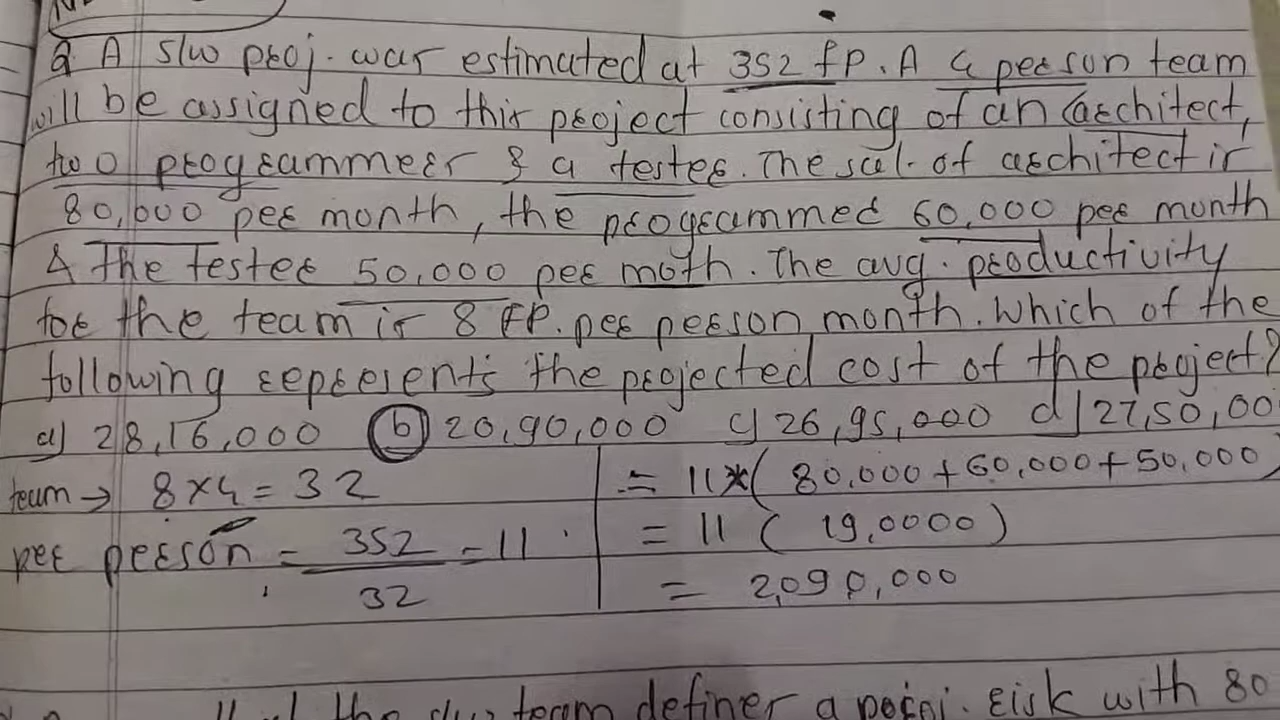 Q A S/W proj. was estimated at 352 FP. A 4 person team
will be assigned to this project consisting of an architect,
two programmer & a tester. The sal. of architect is
80,000 per month, the programmed 60,000 per month
& the tester 50,000 per moth. The avg. productivity
for the team is 8 FP. per person month. Which of the
following represents the projected cost of the project?
a) 28,16,000 (b) 20,90,000 c) 26,95,000 d) 27,50,00
team → 8 × 4 = 32
per person = 352 / 32 = 11
= 11 * ( 80,000 + 60,000 + 50,000
= 11 ( 19,0000 )
= 2,090,000
the team defines a risk with 80